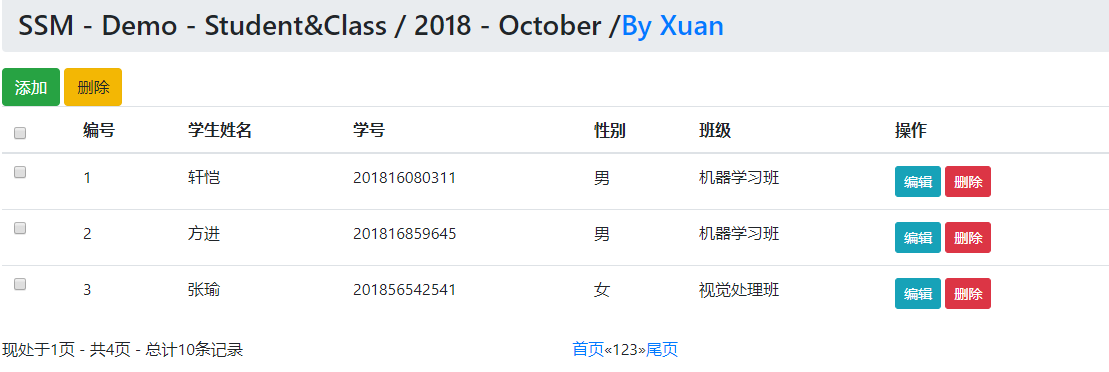 SSM - Demo - Student&Class / 2018 - October /By Xuan
添加 删除
编号 学生姓名 学号 性别 班级 操作
1 轩恺 201816080311 男 机器学习班 编辑 删除
2 方进 201816859645 男 机器学习班 编辑 删除
3 张瑜 201856542541 女 视觉处理班 编辑 删除
现处于1页 - 共4页 - 总计10条记录 首页«123»尾页